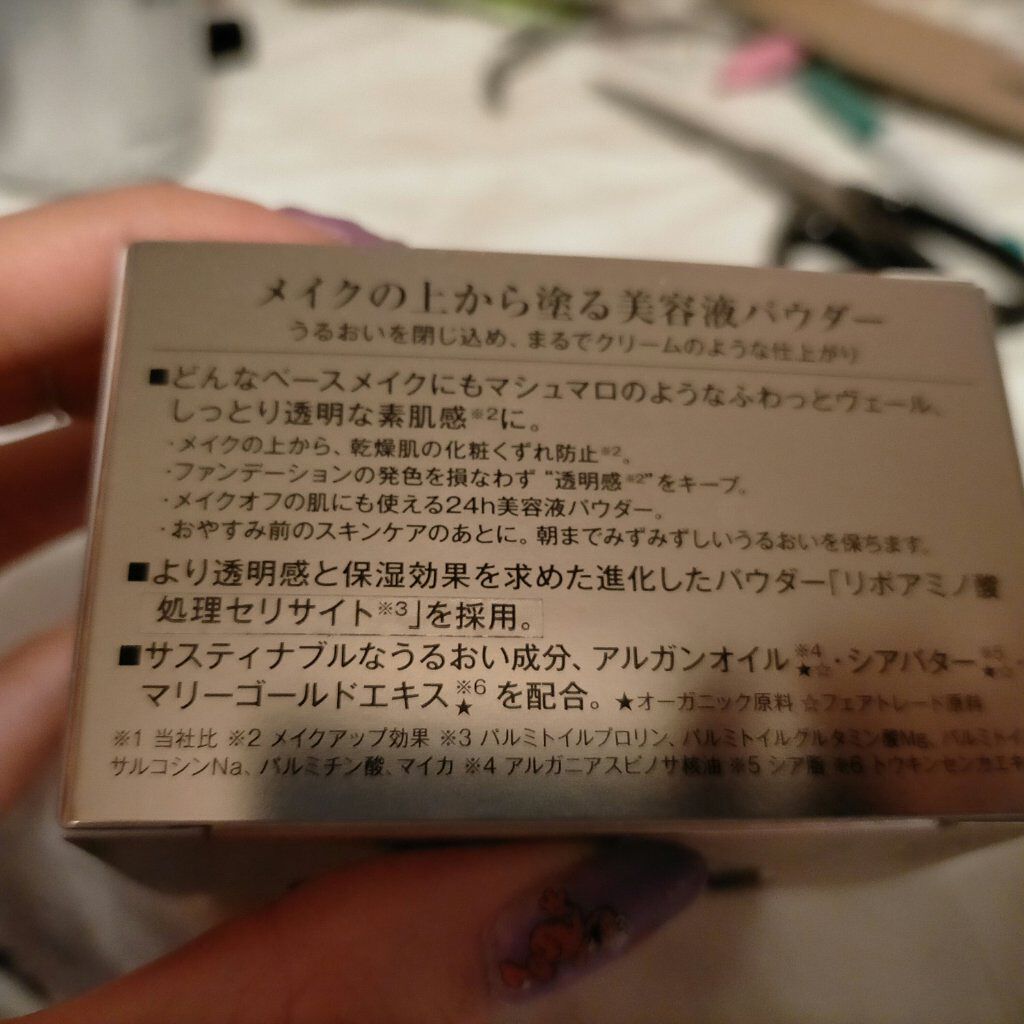 メイクの上から塗る美容液パウダー
うるおいを閉じ込め、まるでクリームのような仕上がり
■どんなベースメイクにもマシュマロのようなふわっとヴェール、
しっとり透明な素肌感※2に。
・メイクの上から、乾燥肌の化粧くずれ防止※2。
・ファンデーションの発色を損なわず“透明感※2”をキープ。
・メイクオフの肌にも使える24h美容液パウダー。
・おやすみ前のスキンケアのあとに。朝までみずみずしいうるおいを保ちます。
■より透明感と保湿効果を求めた進化したパウダー「リポアミノ酸
処理セリサイト※3」を採用。
■サスティナブルなうるおい成分、アルガンオイル※4★☆・シアバター※5★☆・
マリーゴールドエキス※6★を配合。★オーガニック原料 ☆フェアトレード原料
※1 当社比 ※2 メイクアップ効果 ※3 パルミトイルプロリン、パルミトイルグルタミン酸Mg、パルミトイ
サルコシンNa、パルミチン酸、マイカ ※4 アルガニアスピノサ核油 ※5 シア脂 ※6 トウキンセンカエキ